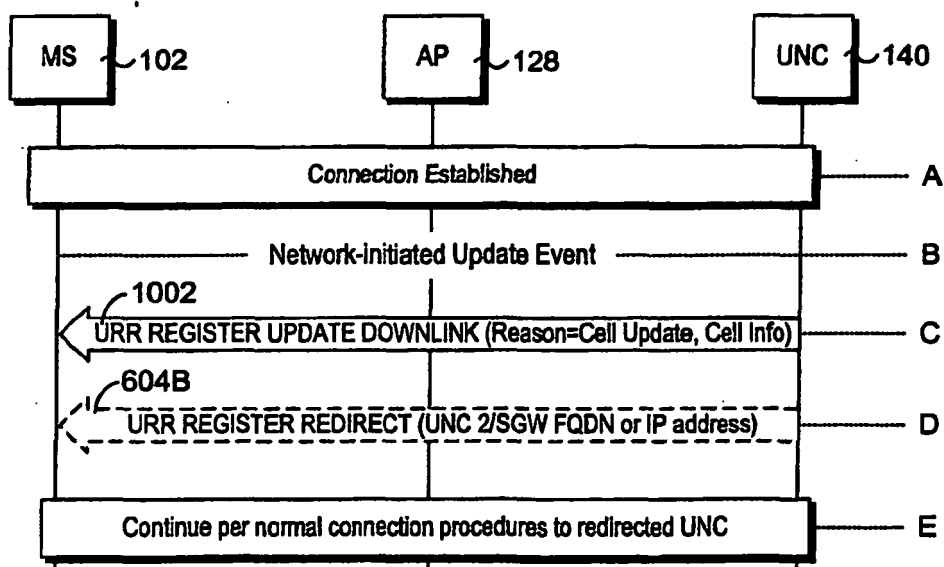 MS 102 AP 128 UNC 140
Connection Established A
Network-initiated Update Event B
1002
URR REGISTER UPDATE DOWNLINK (Reason=Cell Update, Cell Info) C
604B
URR REGISTER REDIRECT (UNC 2/SGW FQDN or IP address) D
Continue per normal connection procedures to redirected UNC E